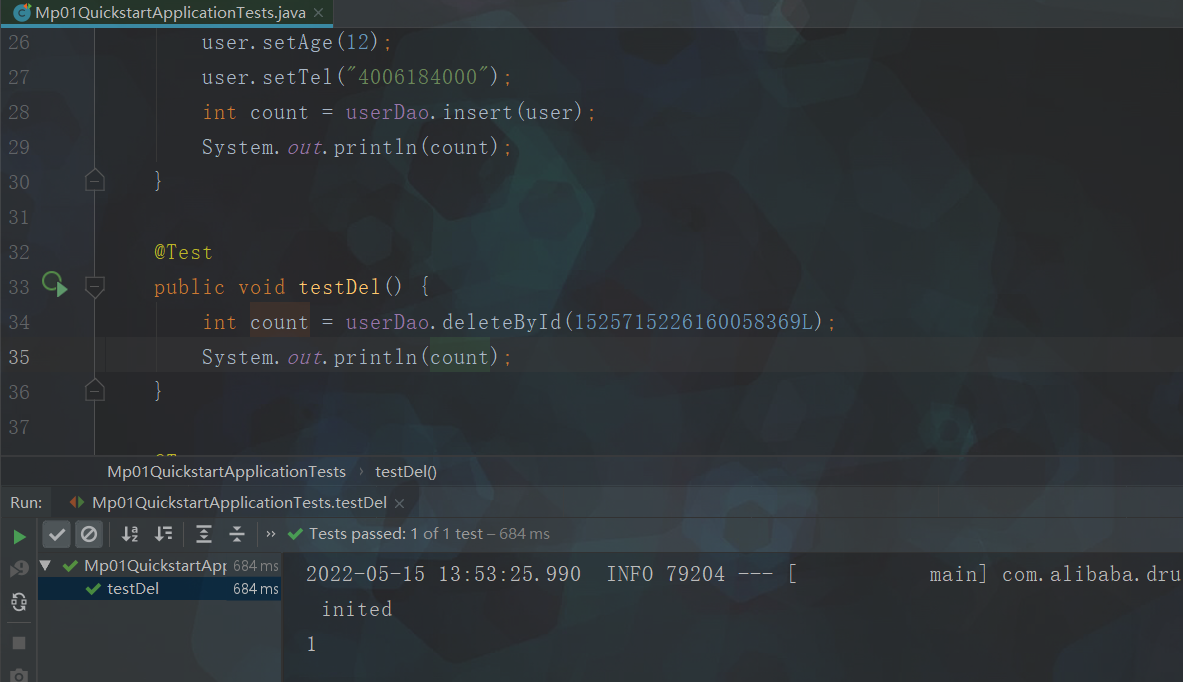 Mp01QuickstartApplicationTests.java ×
26 user.setAge(12);
27 user.setTel("4006184000");
28 int count = userDao.insert(user);
29 System.out.println(count);
30 }
31
32 @Test
33 public void testDel() {
34 int count = userDao.deleteById(1525715226160058369L);
35 System.out.println(count);
36 }
37
Mp01QuickstartApplicationTests › testDel()
Run: Mp01QuickstartApplicationTests.testDel ×
» Tests passed: 1 of 1 test – 684 ms
Mp01QuickstartApp 684 ms
testDel 684 ms
2022-05-15 13:53:25.990 INFO 79204 --- [ main] com.alibaba.dru
inited
1